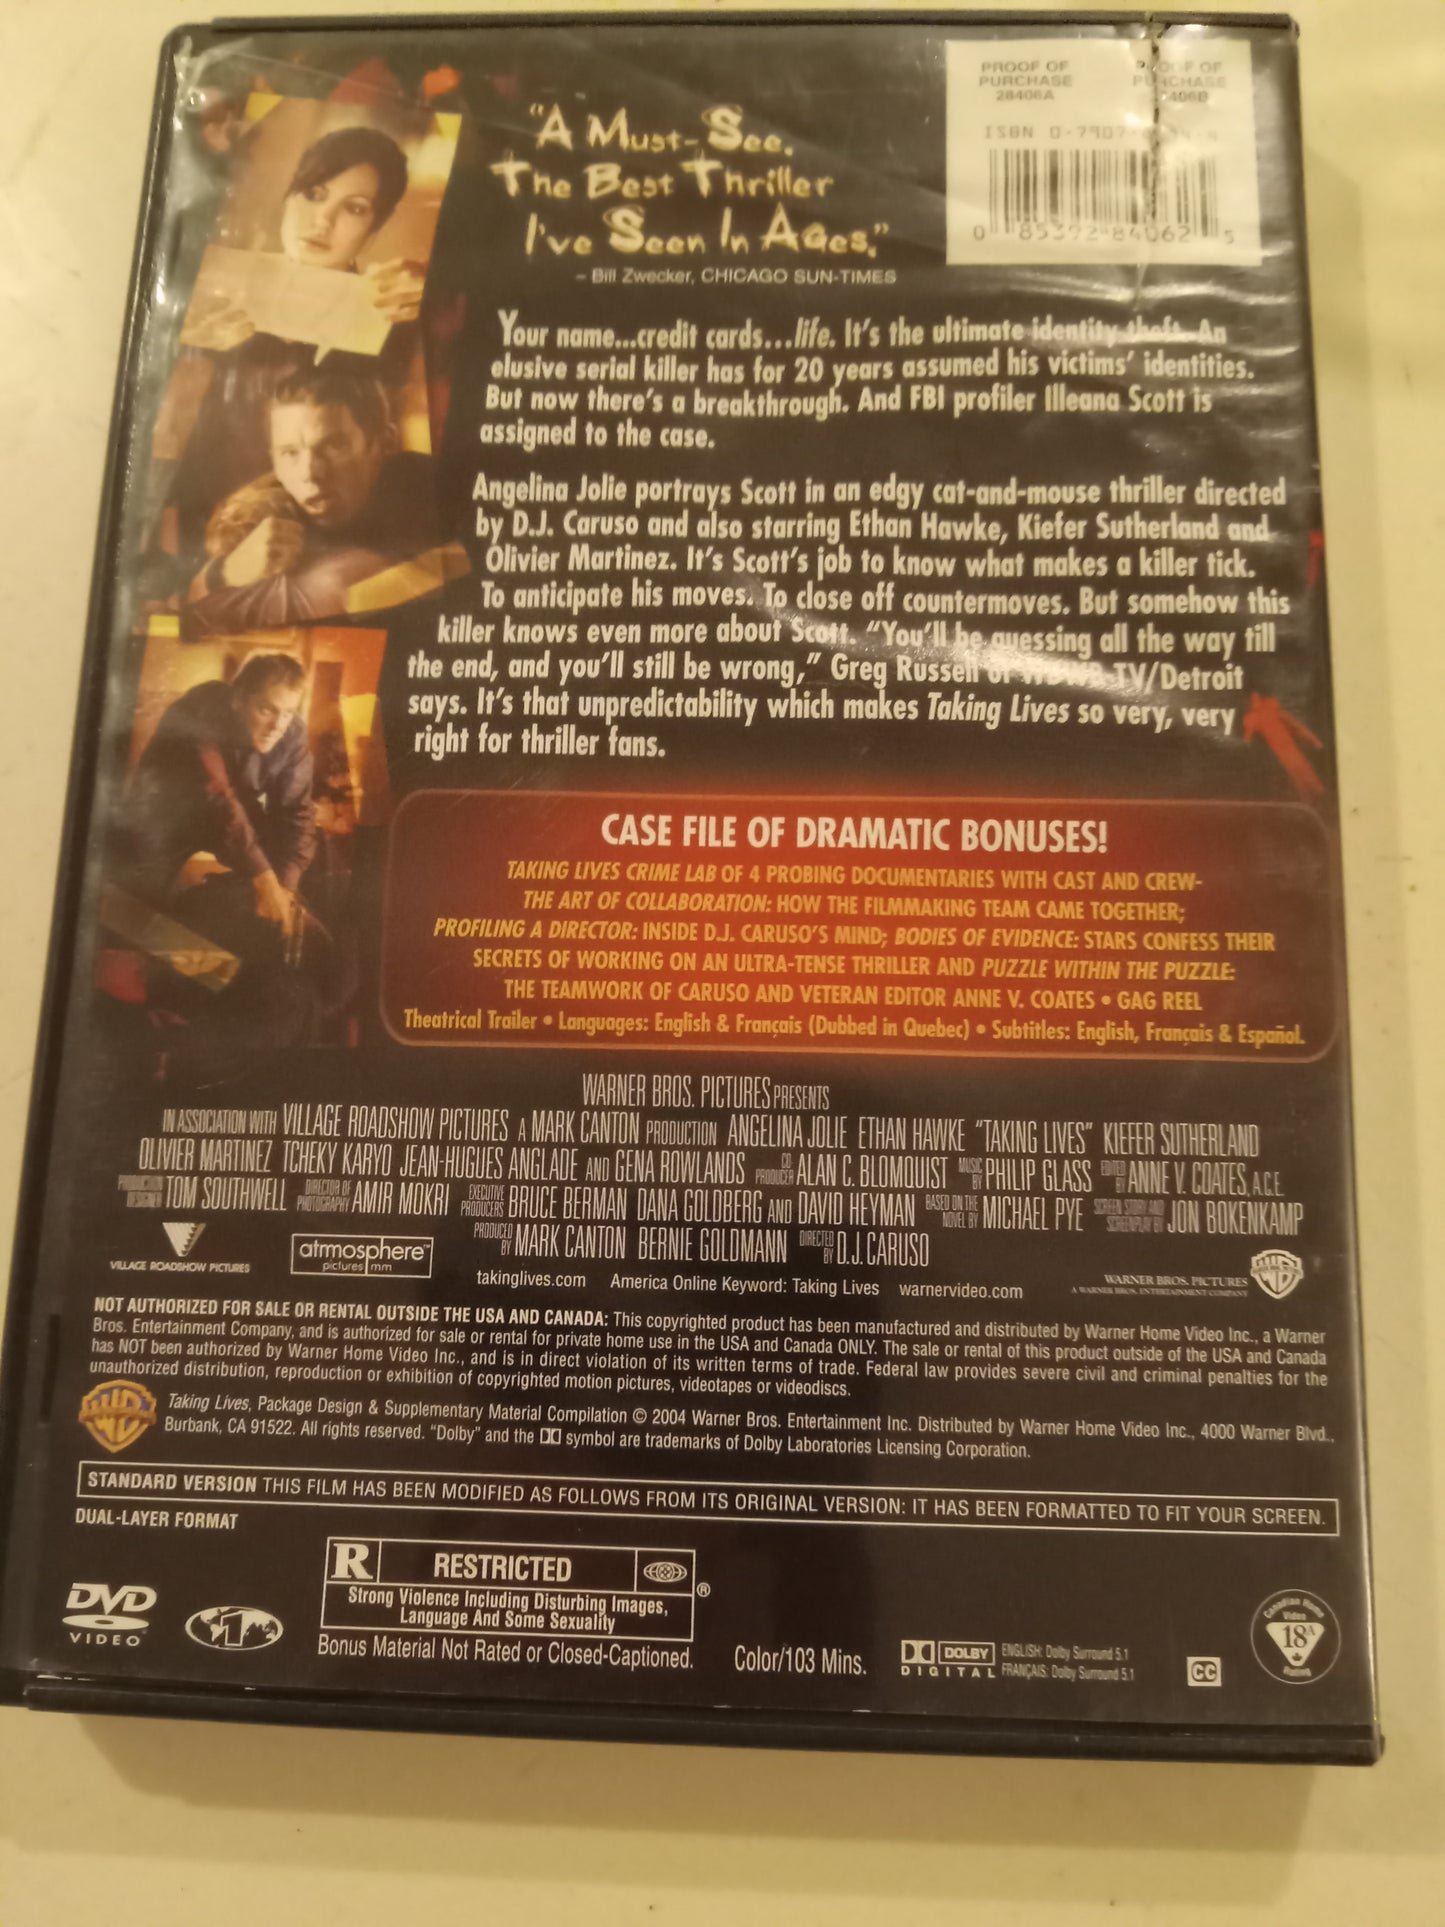 PROOF OF PURCHASE 28406A
PROOF OF
ISBN 0-7907-
0 85392 84062 5
"A Must-See.
The Best Thriller
I've Seen In Ages."
– Bill Zwecker, CHICAGO SUN-TIMES
Your name...credit cards...life. It's the ultimate identity theft. An
elusive serial killer has for 20 years assumed his victims' identities.
But now there's a breakthrough. And FBI profiler Illeana Scott is
assigned to the case.
Angelina Jolie portrays Scott in an edgy cat-and-mouse thriller directed
by D.J. Caruso and also starring Ethan Hawke, Kiefer Sutherland and
Olivier Martinez. It's Scott's job to know what makes a killer tick.
To anticipate his moves. To close off countermoves. But somehow this
killer knows even more about Scott. "You'll be guessing all the way till
the end, and you'll still be wrong," Greg Russell of TV/Detroit
says. It's that unpredictability which makes Taking Lives so very, very
right for thriller fans.
CASE FILE OF DRAMATIC BONUSES!
TAKING LIVES CRIME LAB OF 4 PROBING DOCUMENTARIES WITH CAST AND CREW-
THE ART OF COLLABORATION: HOW THE FILMMAKING TEAM CAME TOGETHER;
PROFILING A DIRECTOR: INSIDE D.J. CARUSO'S MIND; BODIES OF EVIDENCE: STARS CONFESS THEIR
SECRETS OF WORKING ON AN ULTRA-TENSE THRILLER AND PUZZLE WITHIN THE PUZZLE:
THE TEAMWORK OF CARUSO AND VETERAN EDITOR ANNE V. COATES • GAG REEL
Theatrical Trailer • Languages: English & Français (Dubbed in Quebec) • Subtitles: English, Français & Español.
WARNER BROS. PICTURES PRESENTS
IN ASSOCIATION WITH VILLAGE ROADSHOW PICTURES A MARK CANTON PRODUCTION ANGELINA JOLIE ETHAN HAWKE "TAKING LIVES" KIEFER SUTHERLAND
OLIVIER MARTINEZ TCHEKY KARYO JEAN-HUGUES ANGLADE AND GENA ROWLANDS CO PRODUCER ALAN C. BLOMQUIST MUSIC BY PHILIP GLASS EDITED BY ANNE V. COATES, A.C.E.
PRODUCTION DESIGNER TOM SOUTHWELL DIRECTOR OF PHOTOGRAPHY AMIR MOKRI EXECUTIVE PRODUCERS BRUCE BERMAN DANA GOLDBERG AND DAVID HEYMAN BASED ON THE NOVEL BY MICHAEL PYE SCREEN STORY AND SCREENPLAY BY JON BOKENKAMP
PRODUCED BY MARK CANTON BERNIE GOLDMANN DIRECTED BY D.J. CARUSO
VILLAGE ROADSHOW PICTURES
atmosphere™
pictures mm
takinglives.com America Online Keyword: Taking Lives warnervideo.com
WARNER BROS. PICTURES
A WARNER BROS. ENTERTAINMENT COMPANY
NOT AUTHORIZED FOR SALE OR RENTAL OUTSIDE THE USA AND CANADA: This copyrighted product has been manufactured and distributed by Warner Home Video Inc., a Warner
Bros. Entertainment Company, and is authorized for sale or rental for private home use in the USA and Canada ONLY. The sale or rental of this product outside of the USA and Canada
has NOT been authorized by Warner Home Video Inc., and is in direct violation of its written terms of trade. Federal law provides severe civil and criminal penalties for the
unauthorized distribution, reproduction or exhibition of copyrighted motion pictures, videotapes or videodiscs.
Taking Lives, Package Design & Supplementary Material Compilation © 2004 Warner Bros. Entertainment Inc. Distributed by Warner Home Video Inc., 4000 Warner Blvd.,
Burbank, CA 91522. All rights reserved. "Dolby" and the symbol are trademarks of Dolby Laboratories Licensing Corporation.
STANDARD VERSION THIS FILM HAS BEEN MODIFIED AS FOLLOWS FROM ITS ORIGINAL VERSION: IT HAS BEEN FORMATTED TO FIT YOUR SCREEN.
DUAL-LAYER FORMAT
DVD
VIDEO
1
R RESTRICTED ®
Strong Violence Including Disturbing Images,
Language And Some Sexuality
Bonus Material Not Rated or Closed-Captioned.
Color/103 Mins.
DOLBY
DIGITAL
ENGLISH: Dolby Surround 5.1
FRANÇAIS: Dolby Surround 5.1
CC
Canadian Home
Video
18A
Rating